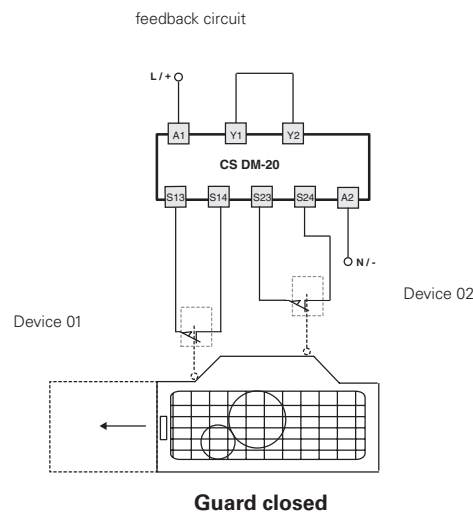 feedback circuit
L / +
A1 Y1 Y2
CS DM-20
S13 S14 S23 S24 A2
N / -
Device 02
Device 01
Guard closed